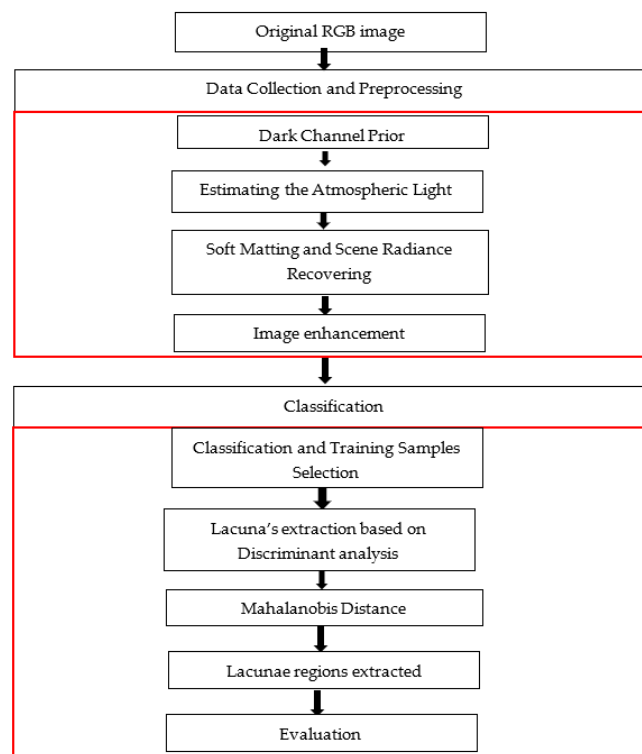 Original RGB image
Data Collection and Preprocessing
Dark Channel Prior
Estimating the Atmospheric Light
Soft Matting and Scene Radiance
Recovering
Image enhancement
Classification
Classification and Training Samples
Selection
Lacuna's extraction based on
Discriminant analysis
Mahalanobis Distance
Lacunae regions extracted
Evaluation